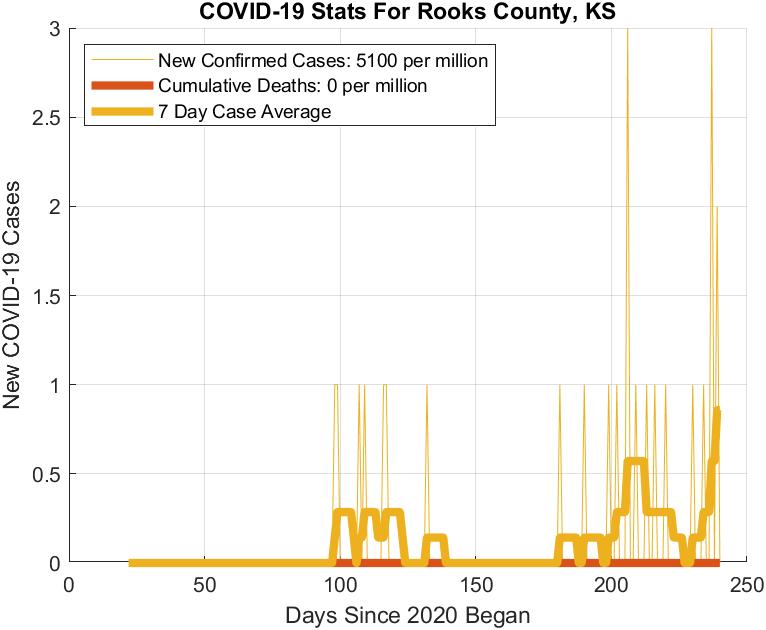 COVID-19 Stats For Rooks County, KS
New Confirmed Cases: 5100 per million
Cumulative Deaths: 0 per million
7 Day Case Average
New COVID-19 Cases
3
2.5
2
1.5
1
0.5
0
0 50 100 150 200 250
Days Since 2020 Began